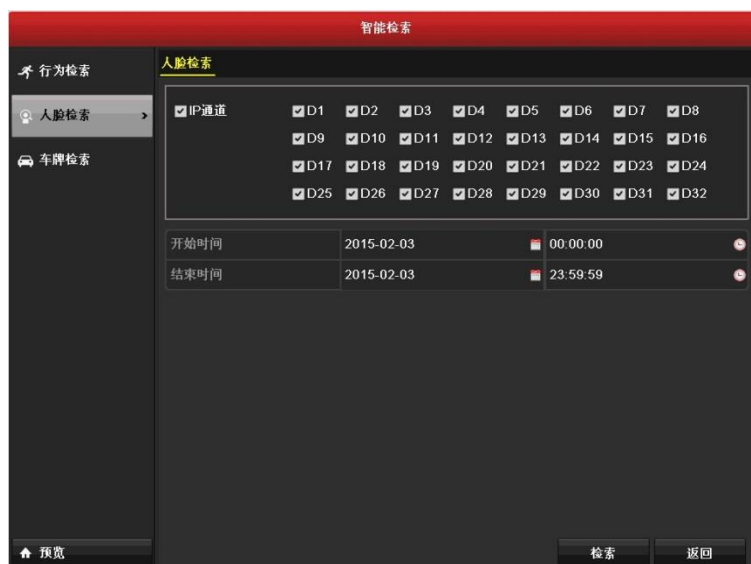 智能检索
行为检索
人脸检索
车牌检索
人脸检索
IP通道 D1 D2 D3 D4 D5 D6 D7 D8
D9 D10 D11 D12 D13 D14 D15 D16
D17 D18 D19 D20 D21 D22 D23 D24
D25 D26 D27 D28 D29 D30 D31 D32
开始时间 2015-02-03 00:00:00
结束时间 2015-02-03 23:59:59
预览 检索 返回